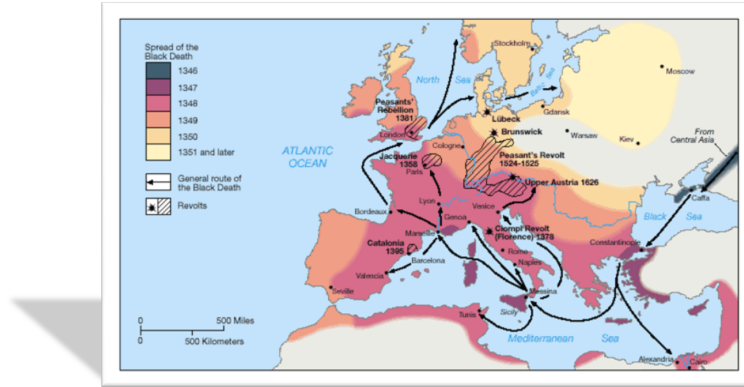 Spread of the
Black Death
1346
1347
1348
1349
1350
1351 and later
General route of
the Black Death
Revolts
0 500 Miles
0 500 Kilometers
ATLANTIC
OCEAN
North Sea
Baltic Sea
Black Sea
Mediterranean Sea
From
Central Asia
Stockholm
Moscow
Peasants'
Rebellion
1381
London
Lübeck
Gdansk
Brunswick
Warsaw
Kiev
Cologne
Peasant's Revolt
1524-1525
Jacquerie
1358
Paris
Upper Austria 1626
Caffa
Lyon
Venice
Bordeaux
Genoa
Marseille
Ciompi Revolt
(Florence) 1378
Constantinople
Catalonia
1395
Rome
Barcelona
Naples
Valencia
Messina
Seville
Sicily
Tunis
Alexandria
Cairo